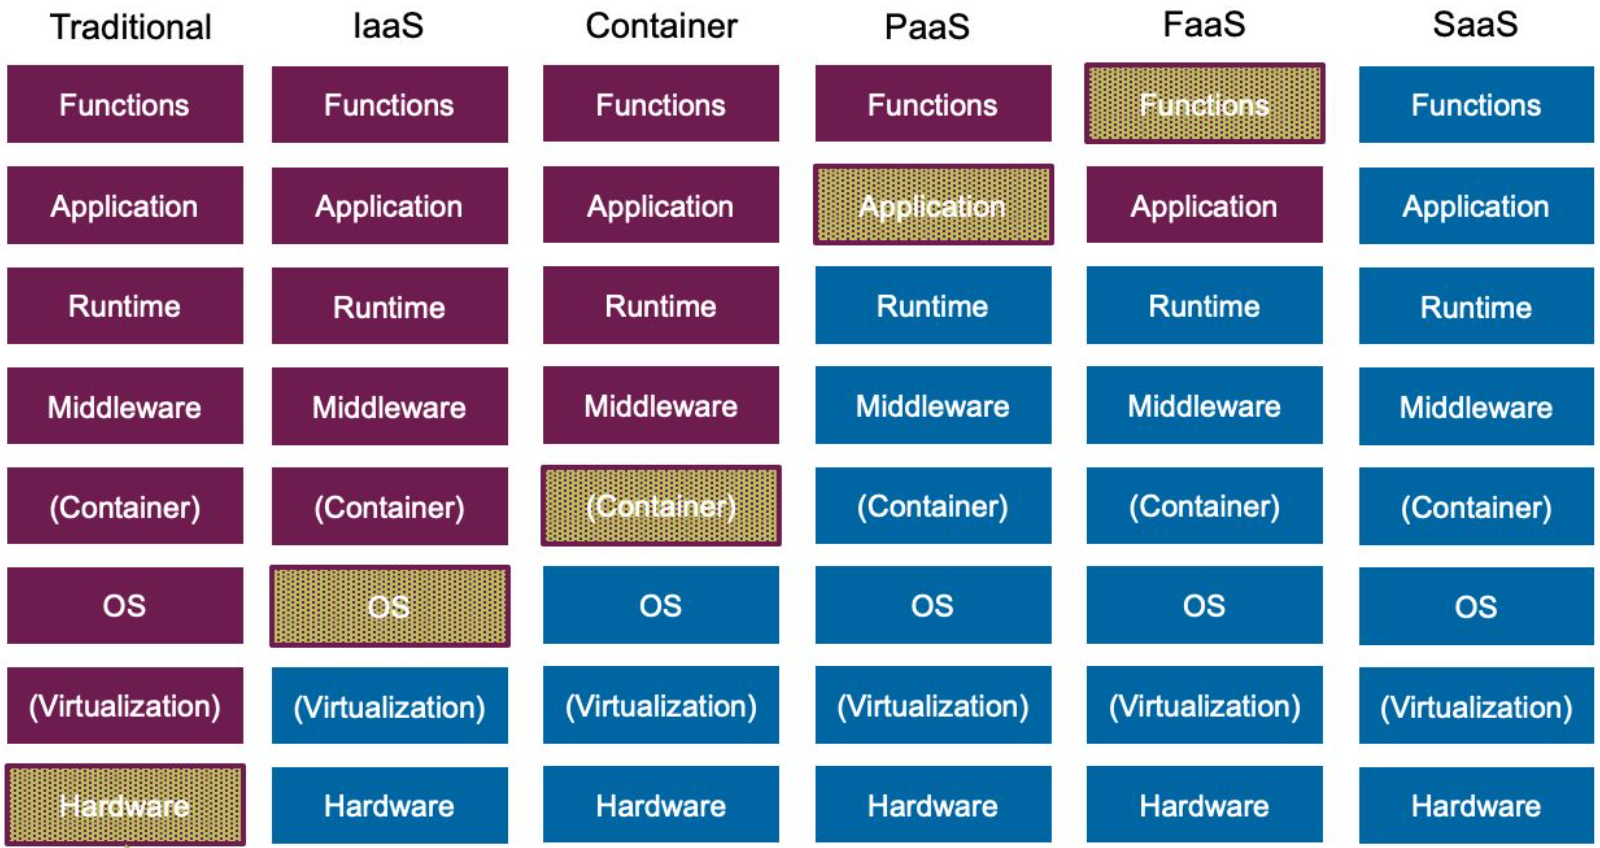 Traditional IaaS Container PaaS FaaS SaaS
Functions Functions Functions Functions Functions Functions
Application Application Application Application Application Application
Runtime Runtime Runtime Runtime Runtime Runtime
Middleware Middleware Middleware Middleware Middleware Middleware
(Container) (Container) (Container) (Container) (Container) (Container)
OS OS OS OS OS OS
(Virtualization) (Virtualization) (Virtualization) (Virtualization) (Virtualization) (Virtualization)
Hardware Hardware Hardware Hardware Hardware Hardware